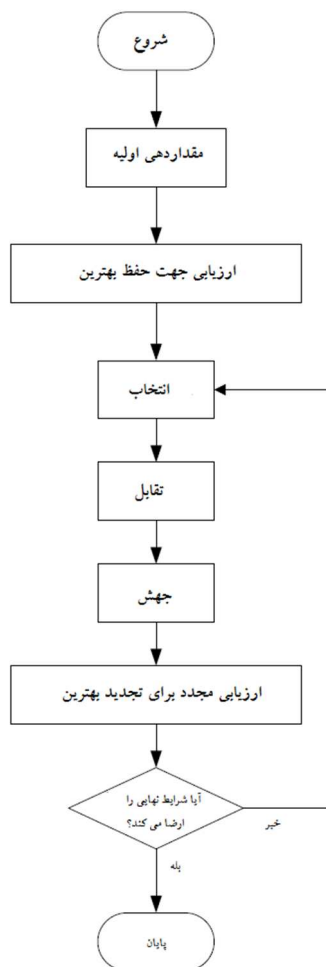 شروع
مقداردهی اولیه
ارزیابی جهت حفظ بهترین
انتخاب
تقابل
جهش
ارزیابی مجدد برای تجدید بهترین
آیا شرایط نهایی را
ارضا می کند؟
خیر
بله
پایان